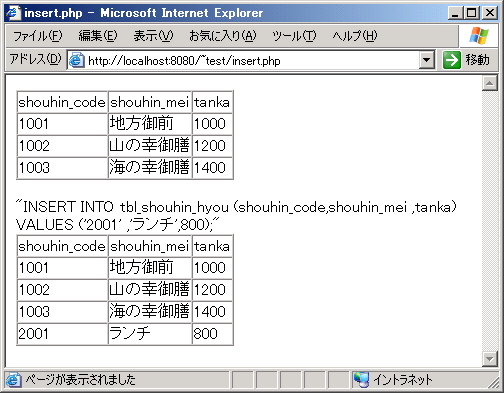 insert.php - Microsoft Internet Explorer
ファイル(F) 編集(E) 表示(V) お気に入り(A) ツール(T) ヘルプ(H)
アドレス(D) http://localhost:8080/~test/insert.php 移動
shouhin_code shouhin_mei tanka
1001 地方御前 1000
1002 山の幸御膳 1200
1003 海の幸御膳 1400
"INSERT INTO tbl_shouhin_hyou (shouhin_code,shouhin_mei ,tanka)
VALUES ('2001' ,'ランチ',800);"
shouhin_code shouhin_mei tanka
1001 地方御前 1000
1002 山の幸御膳 1200
1003 海の幸御膳 1400
2001 ランチ 800
ページが表示されました イントラネット